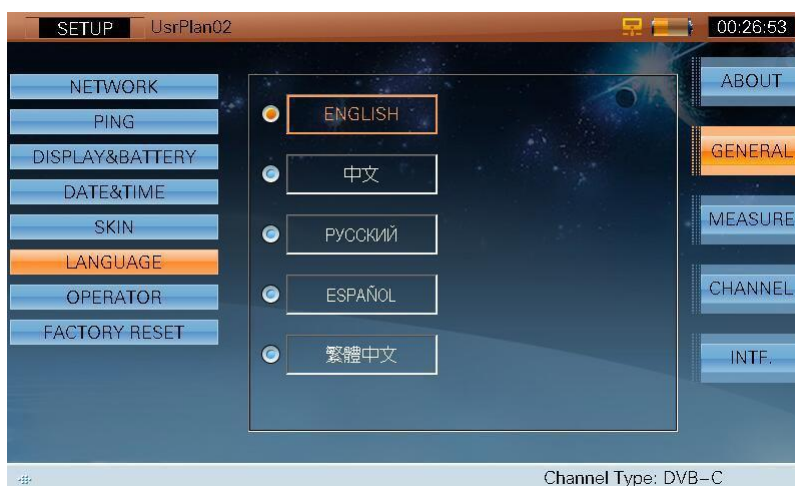 SETUP UsrPlan02 00:26:53
NETWORK
PING
DISPLAY&BATTERY
DATE&TIME
SKIN
LANGUAGE
OPERATOR
FACTORY RESET
ENGLISH
中文
РУССКИЙ
ESPAÑOL
繁體中文
ABOUT
GENERAL
MEASURE
CHANNEL
INTF.
Channel Type: DVB-C